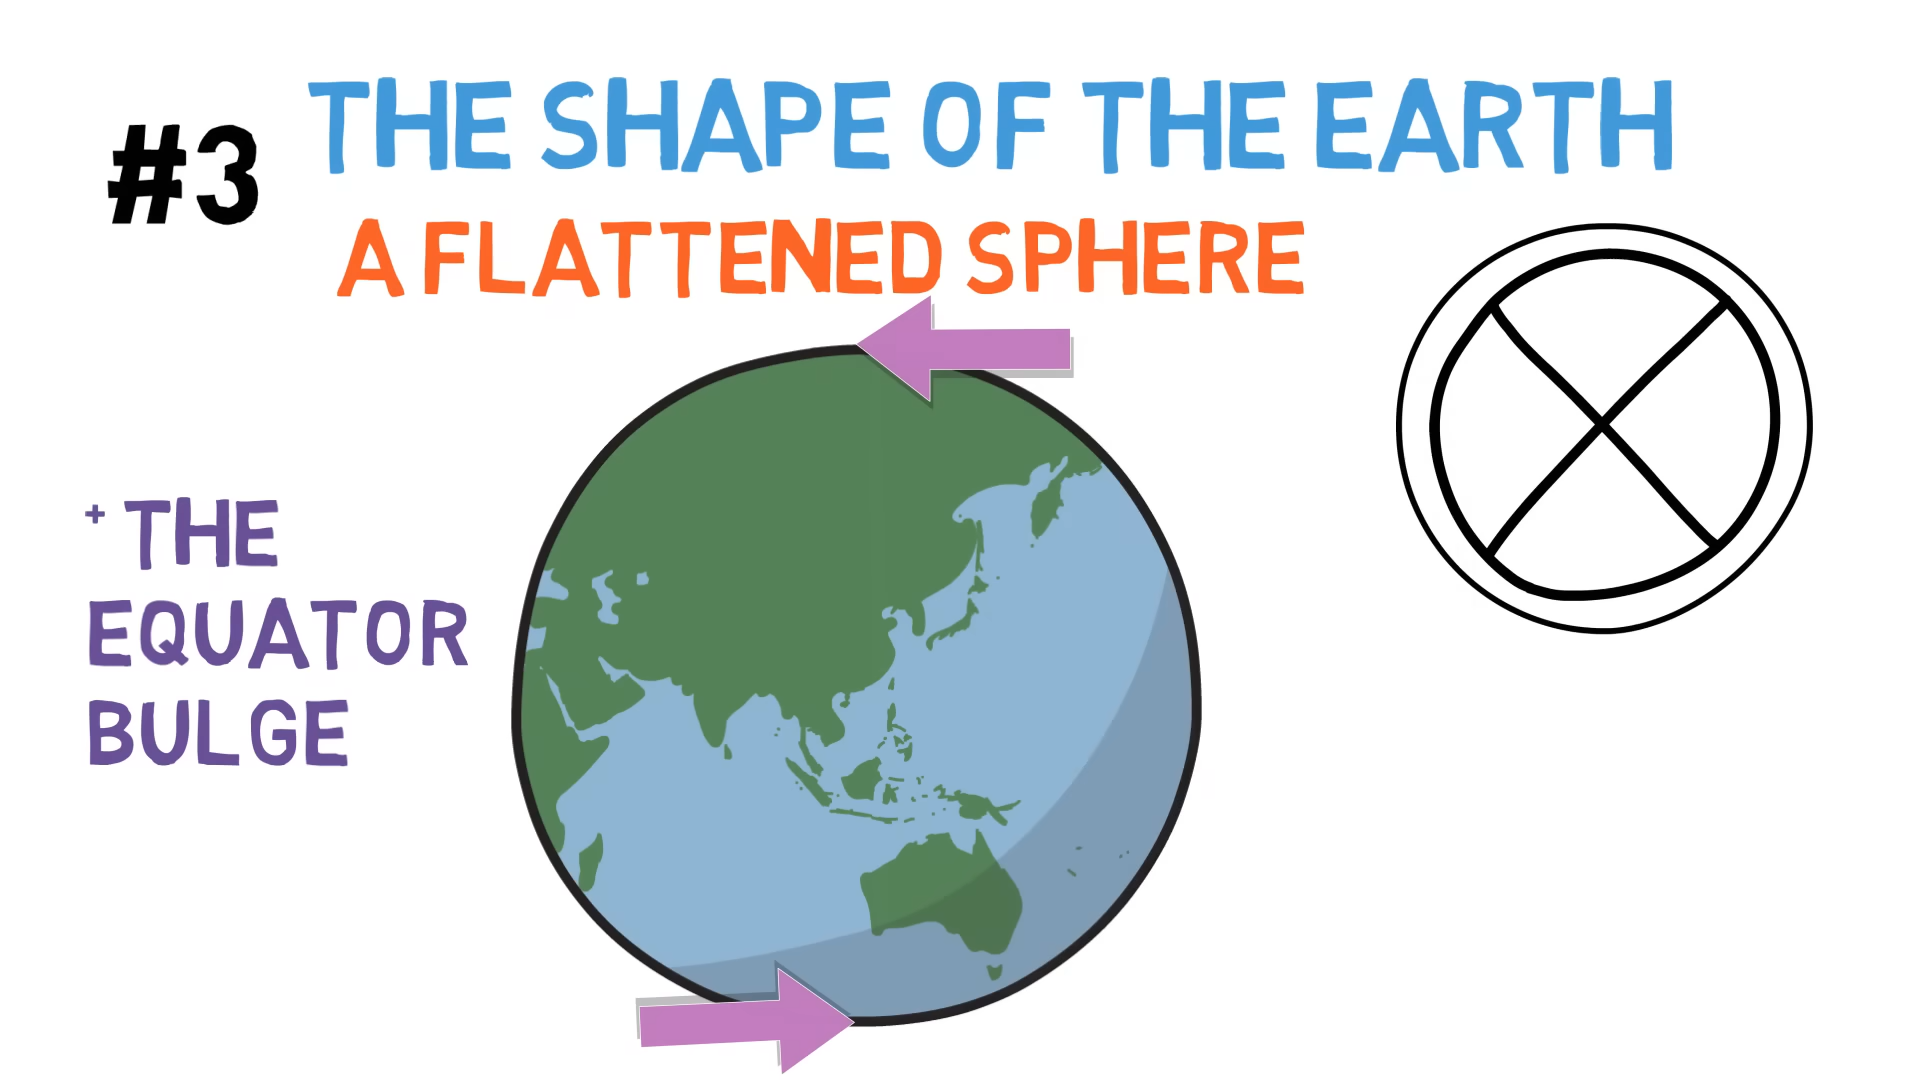 #3
THE SHAPE OF THE EARTH
A FLATTENED SPHERE
+ THE
EQUATOR
BULGE